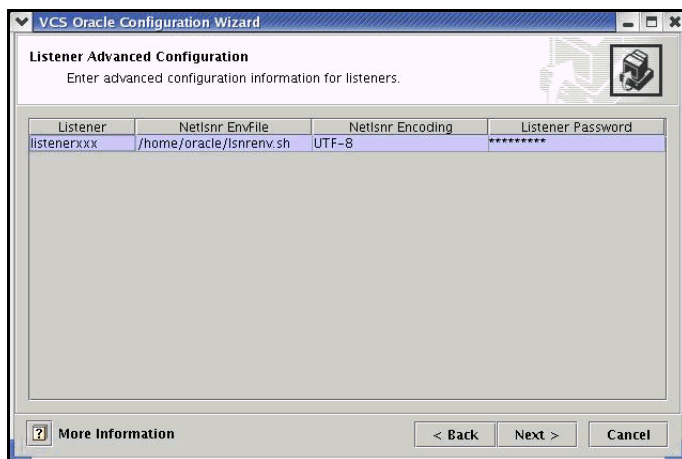 VCS Oracle Configuration Wizard
Listener Advanced Configuration
Enter advanced configuration information for listeners.
Listener Netlsnr EnvFile Netlsnr Encoding Listener Password
listenerxxx /home/oracle/lsnrenv.sh UTF-8 *********
? More Information < Back Next > Cancel